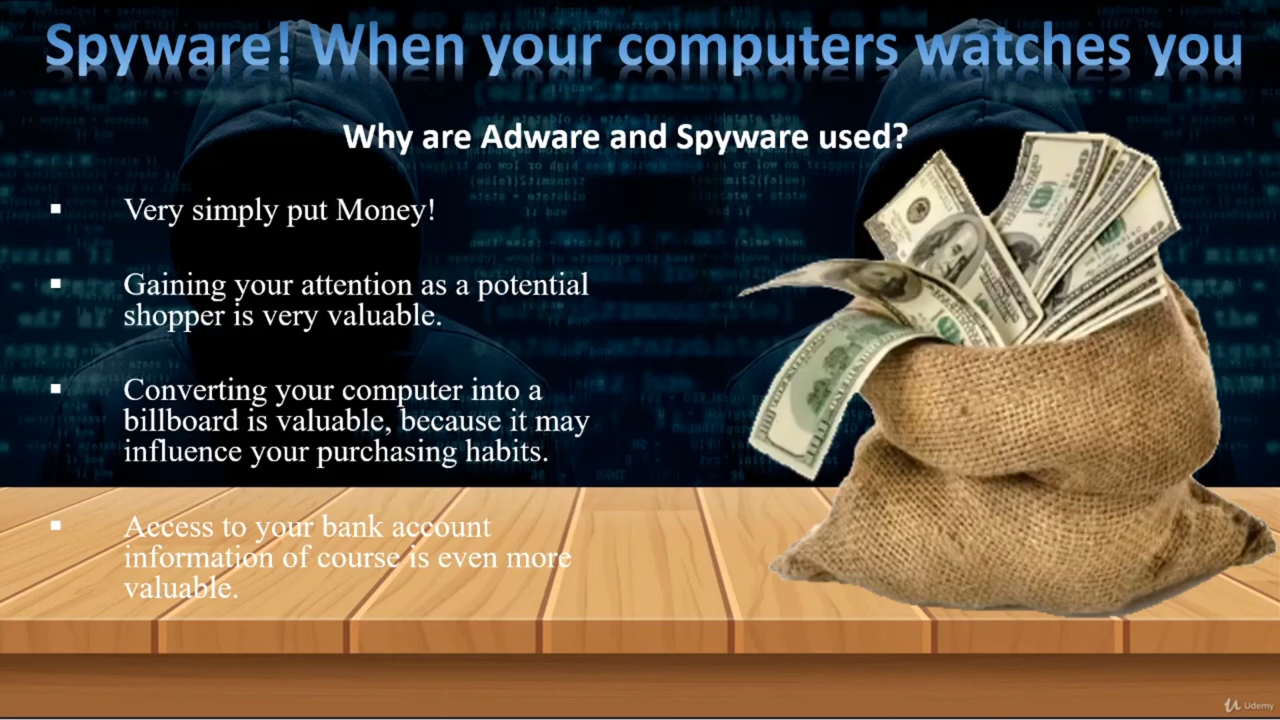 Spyware! When your computers watches you
Why are Adware and Spyware used?
▪ Very simply put Money!
▪ Gaining your attention as a potential
shopper is very valuable.
▪ Converting your computer into a
billboard is valuable, because it may
influence your purchasing habits.
▪ Access to your bank account
information of course is even more
valuable.
Udemy